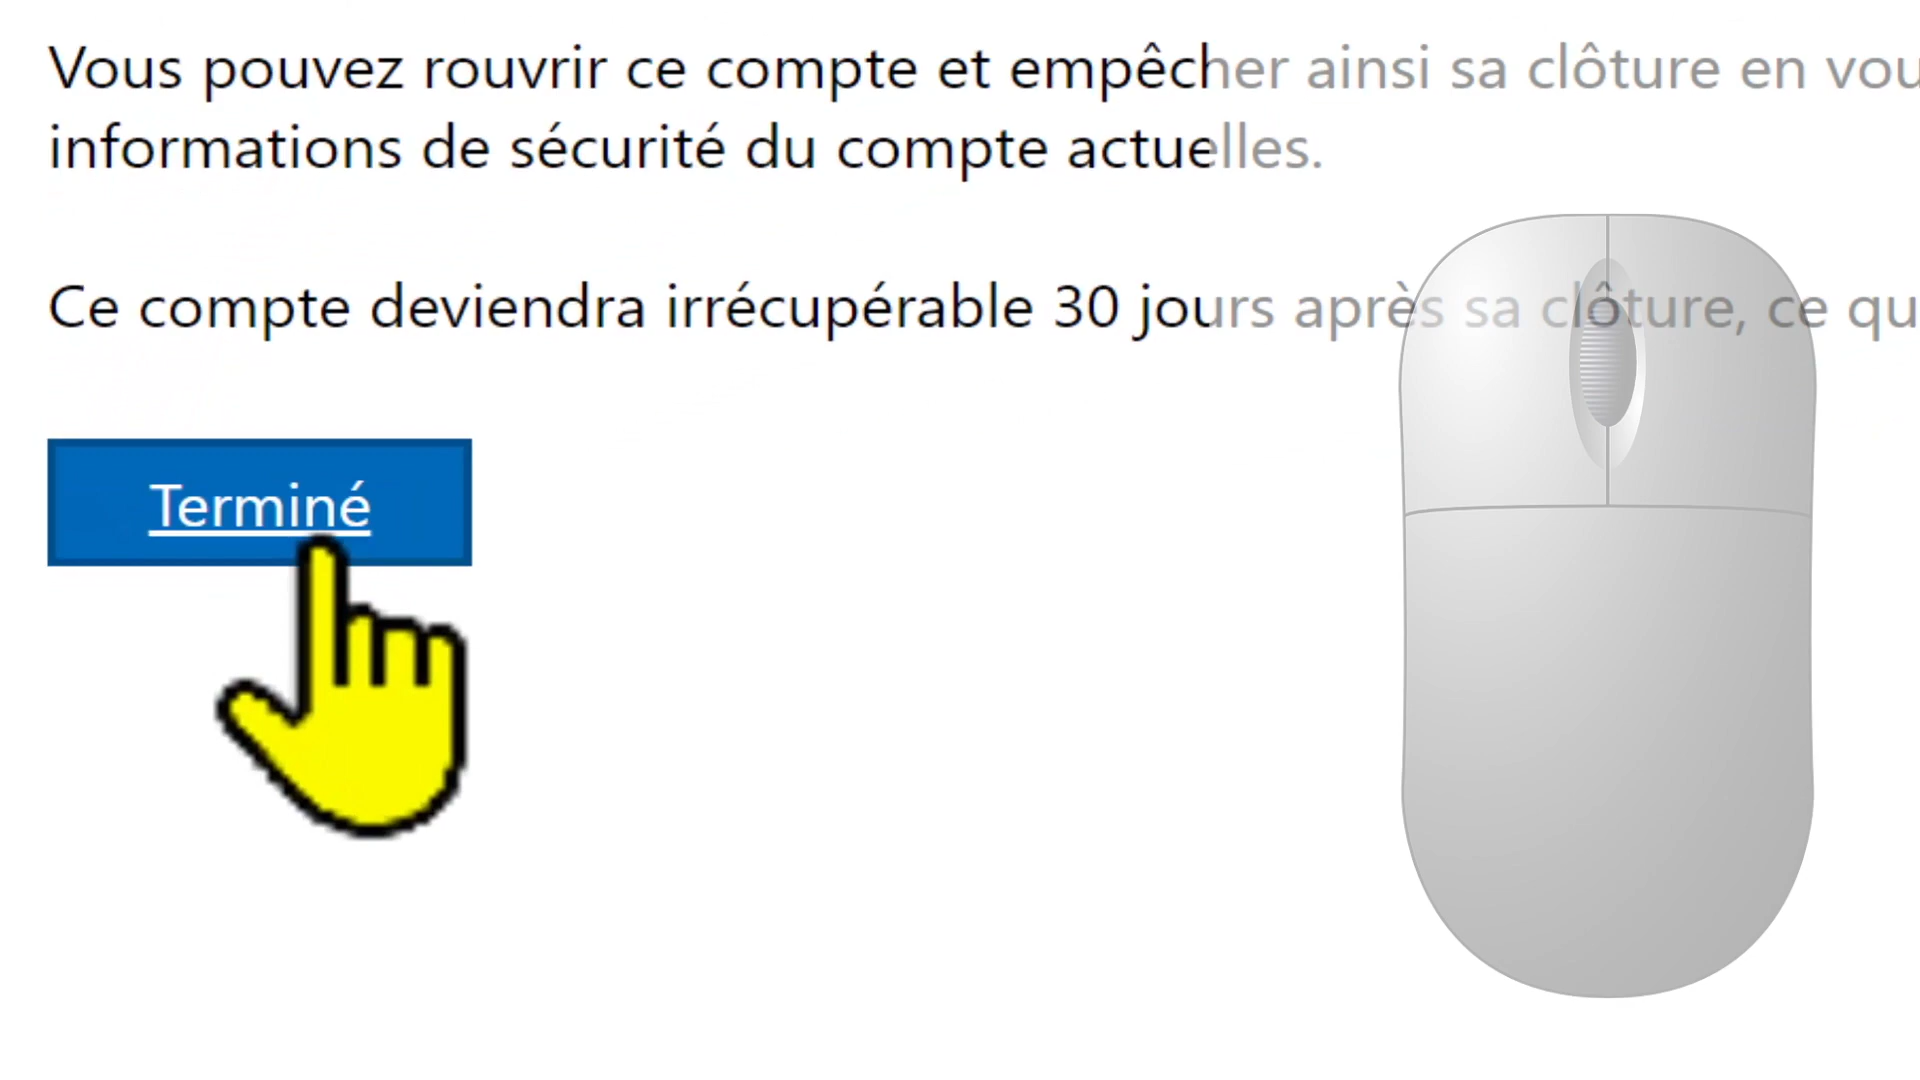 Vous pouvez rouvrir ce compte et empêcher ainsi sa clôture en vou
informations de sécurité du compte actuelles.
Ce compte deviendra irrécupérable 30 jours après sa clôture, ce qu
Terminé